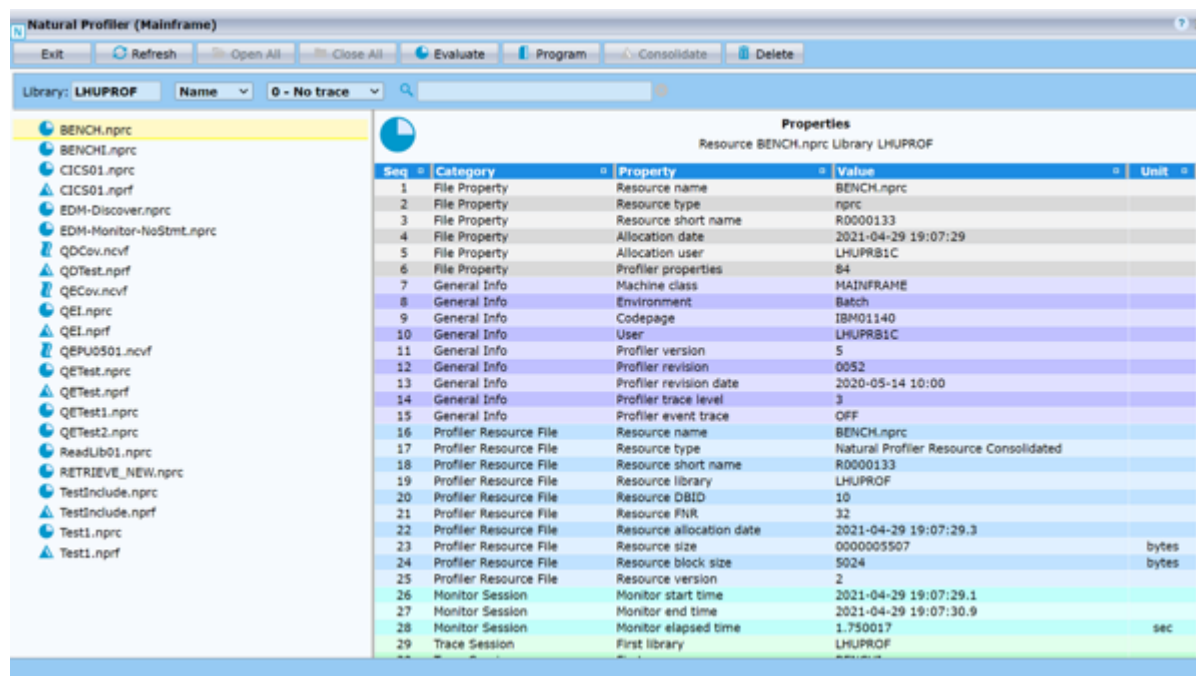 Natural Profiler (Mainframe)
Exit Refresh Open All Close All Evaluate Program Consolidate Delete
Library: LHUPROF Name 0 - No trace
BENCH.nprc
BENCHI.nprc
CICS01.nprc
CICS01.nprf
EDM-Discover.nprc
EDM-Monitor-NoStmt.nprc
QDCov.ncvf
QDTest.nprf
QECov.ncvf
QEI.nprc
QEI.nprf
QEPU0501.ncvf
QETest.nprc
QETest.nprf
QETest1.nprc
QETest2.nprc
ReadLib01.nprc
RETRIEVE_NEW.nprc
TestInclude.nprc
TestInclude.nprf
Test1.nprc
Test1.nprf
Properties
Resource BENCH.nprc Library LHUPROF
Seq Category Property Value Unit
1 File Property Resource name BENCH.nprc
2 File Property Resource type nprc
3 File Property Resource short name R0000133
4 File Property Allocation date 2021-04-29 19:07:29
5 File Property Allocation user LHUPRB1C
6 File Property Profiler properties 84
7 General Info Machine class MAINFRAME
8 General Info Environment Batch
9 General Info Codepage IBM01140
10 General Info User LHUPRB1C
11 General Info Profiler version 5
12 General Info Profiler revision 0052
13 General Info Profiler revision date 2020-05-14 10:00
14 General Info Profiler trace level 3
15 General Info Profiler event trace OFF
16 Profiler Resource File Resource name BENCH.nprc
17 Profiler Resource File Resource type Natural Profiler Resource Consolidated
18 Profiler Resource File Resource short name R0000133
19 Profiler Resource File Resource library LHUPROF
20 Profiler Resource File Resource DBID 10
21 Profiler Resource File Resource FNR 32
22 Profiler Resource File Resource allocation date 2021-04-29 19:07:29.3
23 Profiler Resource File Resource size 0000005507 bytes
24 Profiler Resource File Resource block size 5024 bytes
25 Profiler Resource File Resource version 2
26 Monitor Session Monitor start time 2021-04-29 19:07:29.1
27 Monitor Session Monitor end time 2021-04-29 19:07:30.9
28 Monitor Session Monitor elapsed time 1.750017 sec
29 Trace Session First library LHUPROF